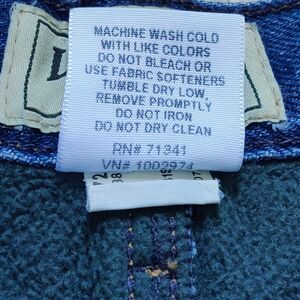 MACHINE WASH COLD
WITH LIKE COLORS
DO NOT BLEACH OR
USE FABRIC SOFTENERS
TUMBLE DRY LOW,
REMOVE PROMPTLY
DO NOT IRON
DO NOT DRY CLEAN
RN# 71341
VN# 1002974